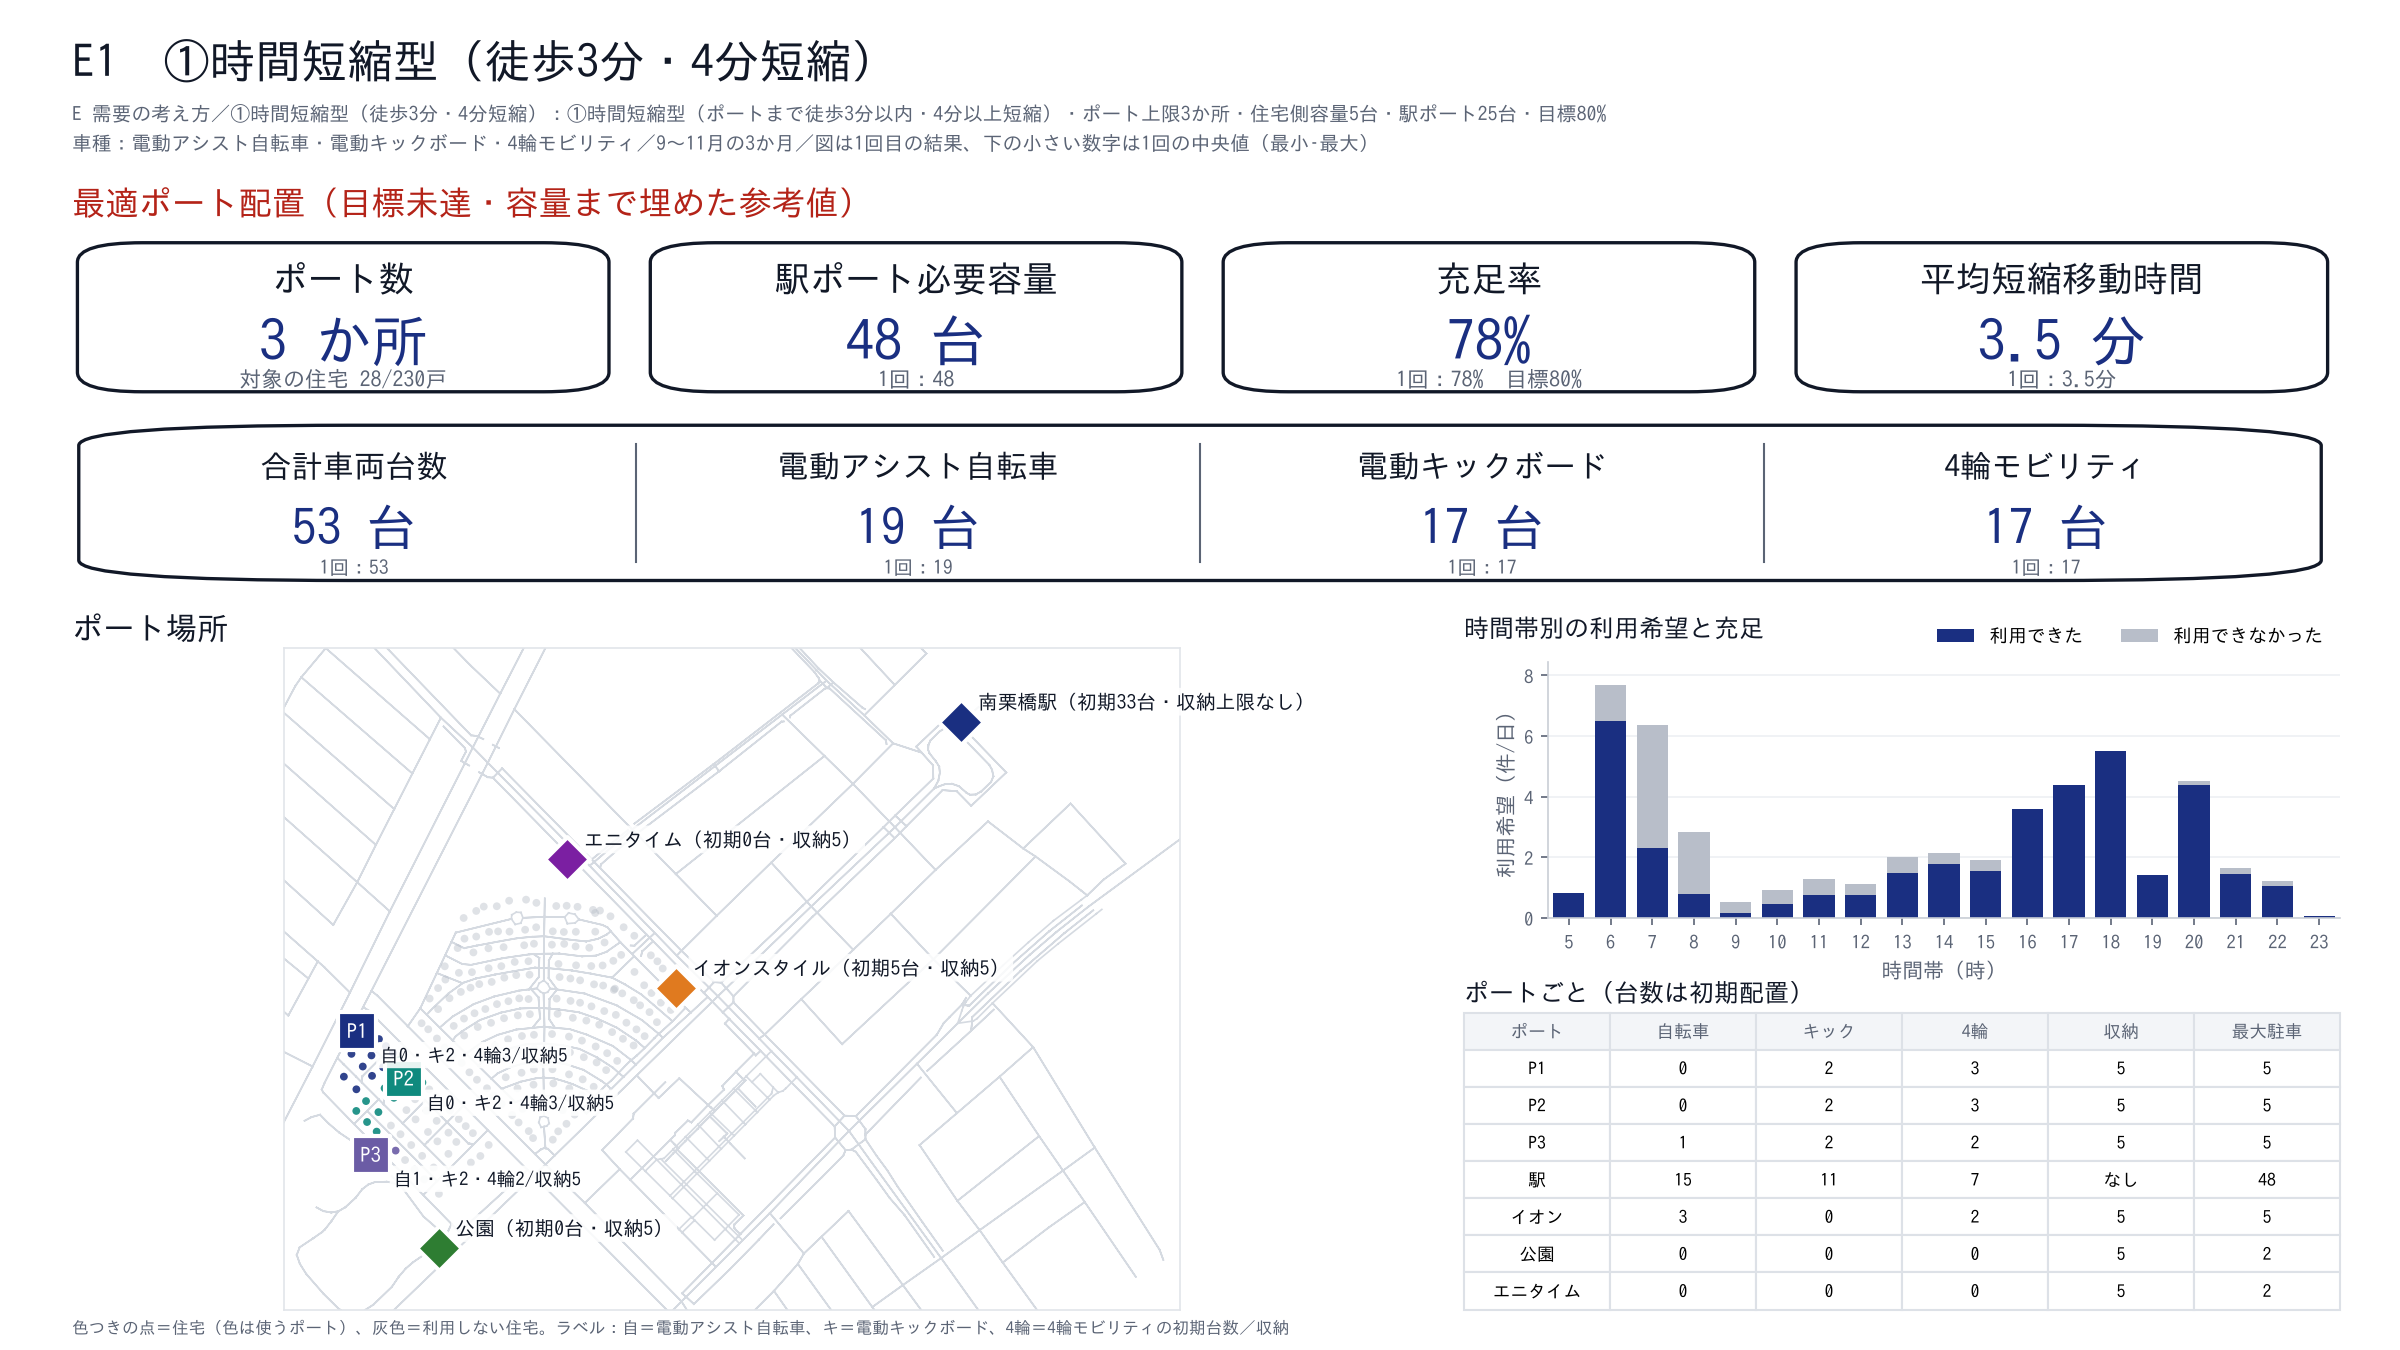 E1　①時間短縮型（徒歩3分・4分短縮）
E 需要の考え方／①時間短縮型（徒歩3分・4分短縮）：①時間短縮型（ポートまで徒歩3分以内・4分以上短縮）・ポート上限3か所・住宅側容量5台・駅ポート25台・目標80%
車種：電動アシスト自転車・電動キックボード・4輪モビリティ／9〜11月の3か月／図は1回目の結果、下の小さい数字は1回の中央値（最小-最大）
最適ポート配置（目標未達・容量まで埋めた参考値）
ポート数
3 か所
対象の住宅 28/230戸
駅ポート必要容量
48 台
1回：48
充足率
78%
1回：78%　目標80%
平均短縮移動時間
3.5 分
1回：3.5分
合計車両台数
53 台
1回：53
電動アシスト自転車
19 台
1回：19
電動キックボード
17 台
1回：17
4輪モビリティ
17 台
1回：17
ポート場所
南栗橋駅（初期33台・収納上限なし）
エニタイム（初期0台・収納5）
イオンスタイル（初期5台・収納5）
P1
自0・キ2・4輪3/収納5
P2
自0・キ2・4輪3/収納5
P3
自1・キ2・4輪2/収納5
公園（初期0台・収納5）
色つきの点＝住宅（色は使うポート）、灰色＝利用しない住宅。ラベル：自＝電動アシスト自転車、キ＝電動キックボード、4輪＝4輪モビリティの初期台数／収納
時間帯別の利用希望と充足
利用できた　利用できなかった
利用希望（件/日）
8
6
4
2
0
5 6 7 8 9 10 11 12 13 14 15 16 17 18 19 20 21 22 23
時間帯（時）
ポートごと（台数は初期配置）
ポート 自転車 キック 4輪 収納 最大駐車
P1 0 2 3 5 5
P2 0 2 3 5 5
P3 1 2 2 5 5
駅 15 11 7 なし 48
イオン 3 0 2 5 5
公園 0 0 0 5 2
エニタイム 0 0 0 5 2